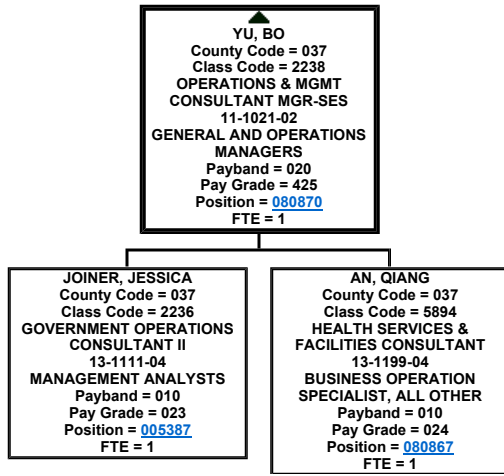 YU, BO
County Code = 037
Class Code = 2238
OPERATIONS & MGMT
CONSULTANT MGR-SES
11-1021-02
GENERAL AND OPERATIONS
MANAGERS
Payband = 020
Pay Grade = 425
Position = 080870
FTE = 1
JOINER, JESSICA
County Code = 037
Class Code = 2236
GOVERNMENT OPERATIONS
CONSULTANT II
13-1111-04
MANAGEMENT ANALYSTS
Payband = 010
Pay Grade = 023
Position = 005387
FTE = 1
AN, QIANG
County Code = 037
Class Code = 5894
HEALTH SERVICES &
FACILITIES CONSULTANT
13-1199-04
BUSINESS OPERATION
SPECIALIST, ALL OTHER
Payband = 010
Pay Grade = 024
Position = 080867
FTE = 1